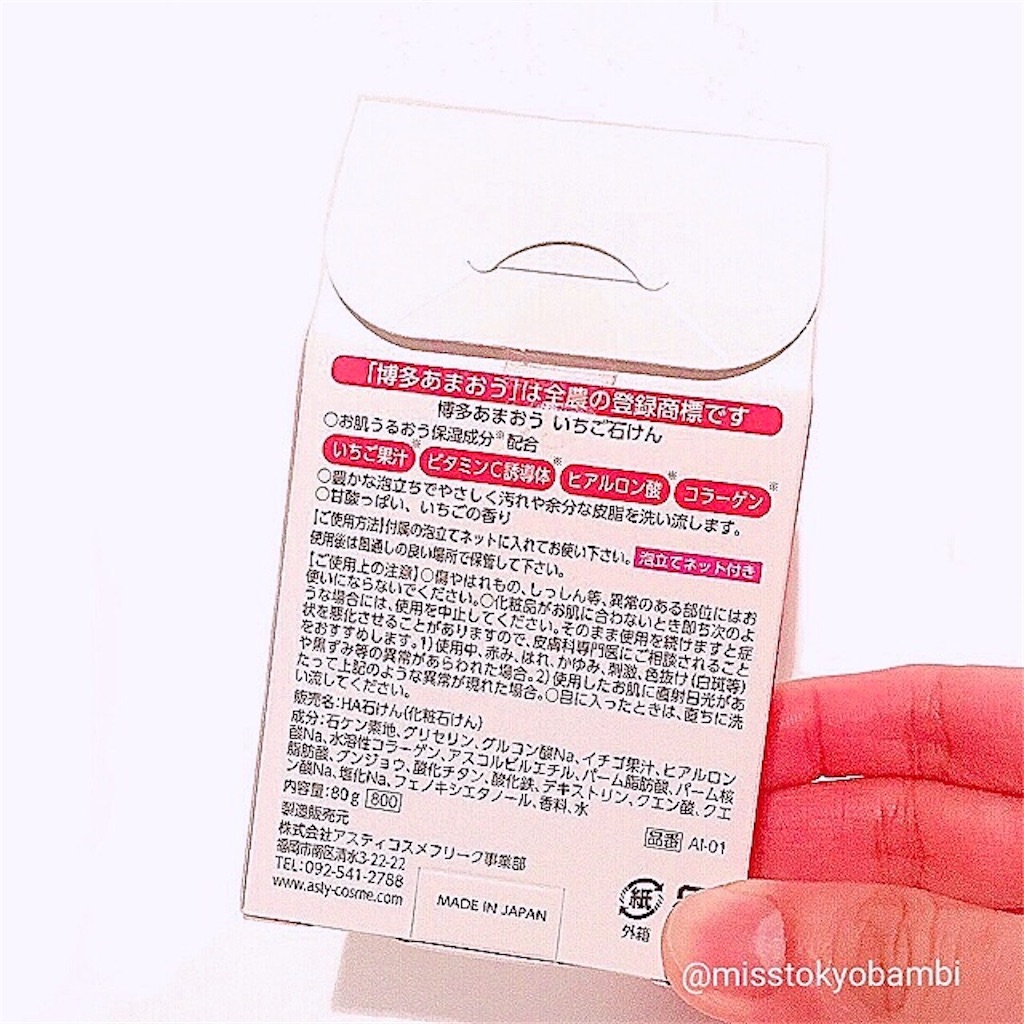 「博多あまおう」は全農の登録商標です
博多あまおう いちご石けん
○お肌うるおう保湿成分※配合
いちご果汁※ ビタミンC誘導体※ ヒアルロン酸※ コラーゲン※
○豊かな泡立ちでやさしく汚れや余分な皮脂を洗い流します。
○甘酸っぱい、いちごの香り
【ご使用方法】付属の泡立てネットに入れてお使い下さい。 泡立てネット付き
使用後は風通しの良い場所で保管して下さい。
【ご使用上の注意】○傷やはれもの、しっしん等、異常のある部位にはお
使いにならないでください。○化粧品がお肌に合わないとき即ち次のよ
うな場合には、使用を中止してください。そのまま使用を続けますと症
状を悪化させることがありますので、皮膚科専門医にご相談されること
をおすすめします。1)使用中、赤み、はれ、かゆみ、刺激、色抜け(白斑等)
や黒ずみ等の異常があらわれた場合。2)使用したお肌に直射日光があ
たって上記のような異常が現れた場合。○目に入ったときは、直ちに洗
い流してください。
販売名:HA石けん(化粧石けん)
成分:石ケン素地、グリセリン、グルコン酸Na、イチゴ果汁、ヒアルロン
酸Na、水溶性コラーゲン、アスコルビルエチル、パーム脂肪酸、パーム核
脂肪酸、グンジョウ、酸化チタン、酸化鉄、デキストリン、クエン酸、クエ
ン酸Na、塩化Na、フェノキシエタノール、香料、水
内容量:80g 800
品番 AI-01
製造販売元
株式会社アスティコスメフリーク事業部
福岡市南区清水3-22-22
TEL:092-541-2788
www.asty-cosme.com
MADE IN JAPAN
紙
外箱
@misstokyobambi